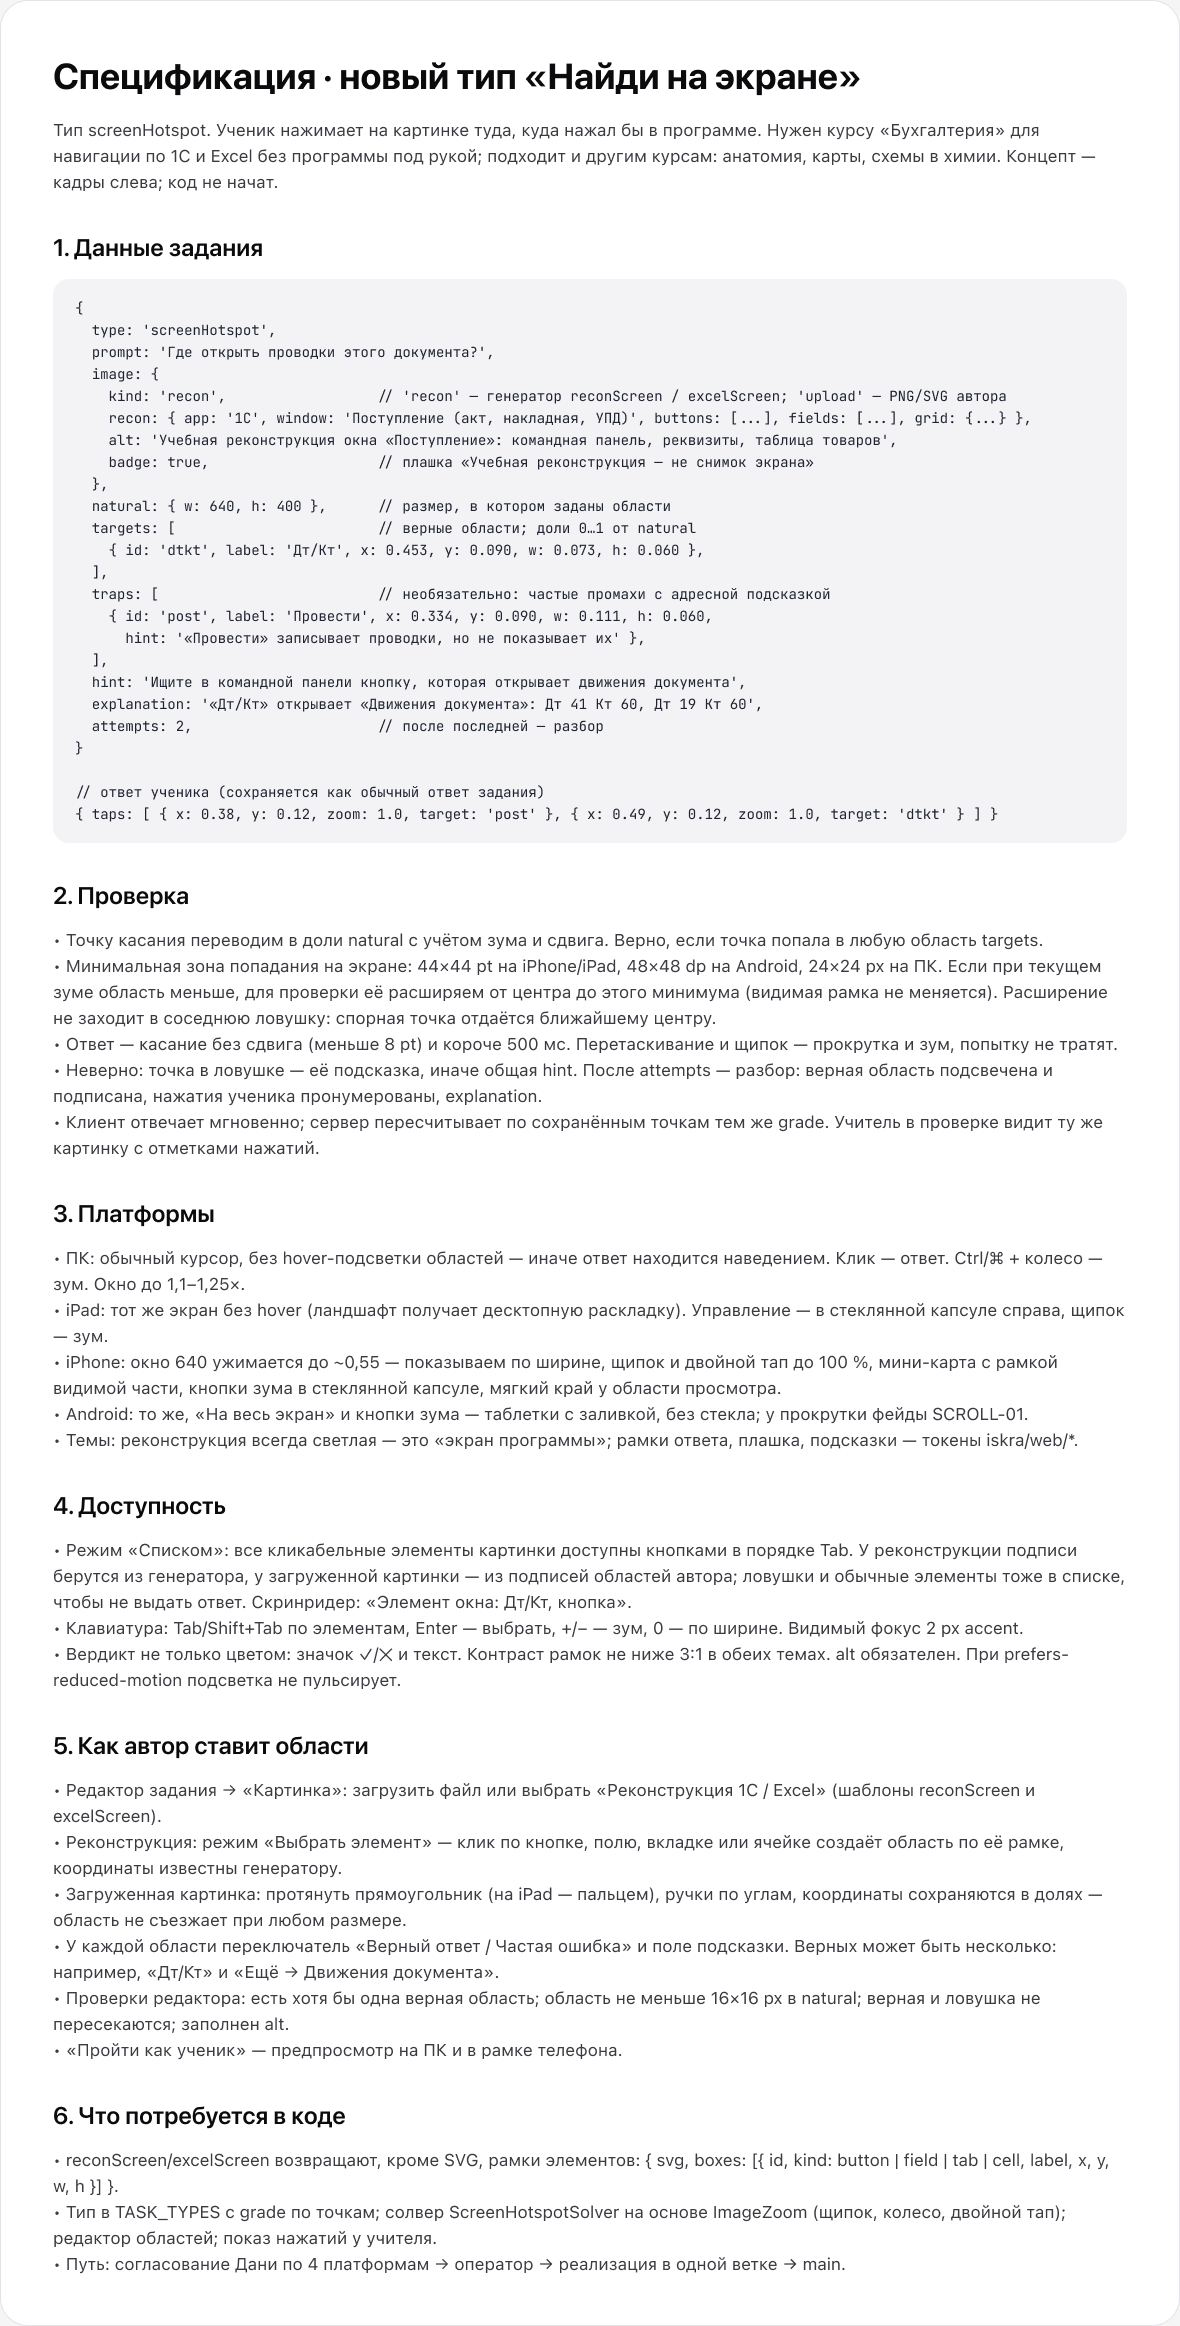 Спецификация · новый тип «Найди на экране»
Тип screenHotspot. Ученик нажимает на картинке туда, куда нажал бы в программе. Нужен курсу «Бухгалтерия» для
навигации по 1С и Excel без программы под рукой; подходит и другим курсам: анатомия, карты, схемы в химии. Концепт —
кадры слева; код не начат.
1. Данные задания
{
  type: 'screenHotspot',
  prompt: 'Где открыть проводки этого документа?',
  image: {
    kind: 'recon',                  // 'recon' — генератор reconScreen / excelScreen; 'upload' — PNG/SVG автора
    recon: { app: '1С', window: 'Поступление (акт, накладная, УПД)', buttons: [...], fields: [...], grid: {...} },
    alt: 'Учебная реконструкция окна «Поступление»: командная панель, реквизиты, таблица товаров',
    badge: true,                    // плашка «Учебная реконструкция — не снимок экрана»
  },
  natural: { w: 640, h: 400 },      // размер, в котором заданы области
  targets: [                        // верные области; доли 0…1 от natural
    { id: 'dtkt', label: 'Дт/Кт', x: 0.453, y: 0.090, w: 0.073, h: 0.060 },
  ],
  traps: [                          // необязательно: частые промахи с адресной подсказкой
    { id: 'post', label: 'Провести', x: 0.334, y: 0.090, w: 0.111, h: 0.060,
      hint: '«Провести» записывает проводки, но не показывает их' },
  ],
  hint: 'Ищите в командной панели кнопку, которая открывает движения документа',
  explanation: '«Дт/Кт» открывает «Движения документа»: Дт 41 Кт 60, Дт 19 Кт 60',
  attempts: 2,                      // после последней — разбор
}
// ответ ученика (сохраняется как обычный ответ задания)
{ taps: [ { x: 0.38, y: 0.12, zoom: 1.0, target: 'post' }, { x: 0.49, y: 0.12, zoom: 1.0, target: 'dtkt' } ] }
2. Проверка
• Точку касания переводим в доли natural с учётом зума и сдвига. Верно, если точка попала в любую область targets.
• Минимальная зона попадания на экране: 44×44 pt на iPhone/iPad, 48×48 dp на Android, 24×24 px на ПК. Если при текущем
зуме область меньше, для проверки её расширяем от центра до этого минимума (видимая рамка не меняется). Расширение
не заходит в соседнюю ловушку: спорная точка отдаётся ближайшему центру.
• Ответ — касание без сдвига (меньше 8 pt) и короче 500 мс. Перетаскивание и щипок — прокрутка и зум, попытку не тратят.
• Неверно: точка в ловушке — её подсказка, иначе общая hint. После attempts — разбор: верная область подсвечена и
подписана, нажатия ученика пронумерованы, explanation.
• Клиент отвечает мгновенно; сервер пересчитывает по сохранённым точкам тем же grade. Учитель в проверке видит ту же
картинку с отметками нажатий.
3. Платформы
• ПК: обычный курсор, без hover-подсветки областей — иначе ответ находится наведением. Клик — ответ. Ctrl/⌘ + колесо —
зум. Окно до 1,1–1,25×.
• iPad: тот же экран без hover (ландшафт получает десктопную раскладку). Управление — в стеклянной капсуле справа, щипок
— зум.
• iPhone: окно 640 ужимается до ~0,55 — показываем по ширине, щипок и двойной тап до 100 %, мини-карта с рамкой
видимой части, кнопки зума в стеклянной капсуле, мягкий край у области просмотра.
• Android: то же, «На весь экран» и кнопки зума — таблетки с заливкой, без стекла; у прокрутки фейды SCROLL-01.
• Темы: реконструкция всегда светлая — это «экран программы»; рамки ответа, плашка, подсказки — токены iskra/web/*.
4. Доступность
• Режим «Списком»: все кликабельные элементы картинки доступны кнопками в порядке Tab. У реконструкции подписи
берутся из генератора, у загруженной картинки — из подписей областей автора; ловушки и обычные элементы тоже в списке,
чтобы не выдать ответ. Скринридер: «Элемент окна: Дт/Кт, кнопка».
• Клавиатура: Tab/Shift+Tab по элементам, Enter — выбрать, +/− — зум, 0 — по ширине. Видимый фокус 2 px accent.
• Вердикт не только цветом: значок ✓/✕ и текст. Контраст рамок не ниже 3:1 в обеих темах. alt обязателен. При prefers-
reduced-motion подсветка не пульсирует.
5. Как автор ставит области
• Редактор задания → «Картинка»: загрузить файл или выбрать «Реконструкция 1С / Excel» (шаблоны reconScreen и
excelScreen).
• Реконструкция: режим «Выбрать элемент» — клик по кнопке, полю, вкладке или ячейке создаёт область по её рамке,
координаты известны генератору.
• Загруженная картинка: протянуть прямоугольник (на iPad — пальцем), ручки по углам, координаты сохраняются в долях —
область не съезжает при любом размере.
• У каждой области переключатель «Верный ответ / Частая ошибка» и поле подсказки. Верных может быть несколько:
например, «Дт/Кт» и «Ещё → Движения документа».
• Проверки редактора: есть хотя бы одна верная область; область не меньше 16×16 px в natural; верная и ловушка не
пересекаются; заполнен alt.
• «Пройти как ученик» — предпросмотр на ПК и в рамке телефона.
6. Что потребуется в коде
• reconScreen/excelScreen возвращают, кроме SVG, рамки элементов: { svg, boxes: [{ id, kind: button | field | tab | cell, label, x, y,
w, h }] }.
• Тип в TASK_TYPES с grade по точкам; солвер ScreenHotspotSolver на основе ImageZoom (щипок, колесо, двойной тап);
редактор областей; показ нажатий у учителя.
• Путь: согласование Дани по 4 платформам → оператор → реализация в одной ветке → main.